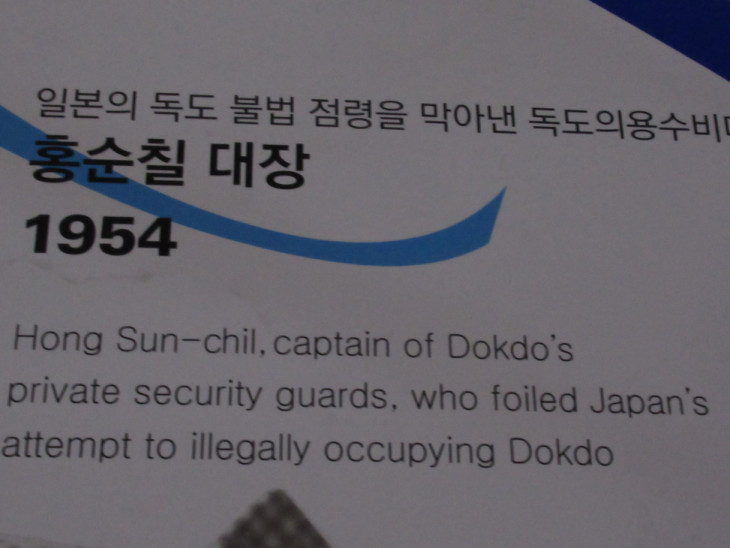 일본의 독도 불법 점령을 막아낸 독도의용수비
홍순칠 대장
1954
Hong Sun-chil, captain of Dokdo's
private security guards, who foiled Japan's
attempt to illegally occupying Dokdo